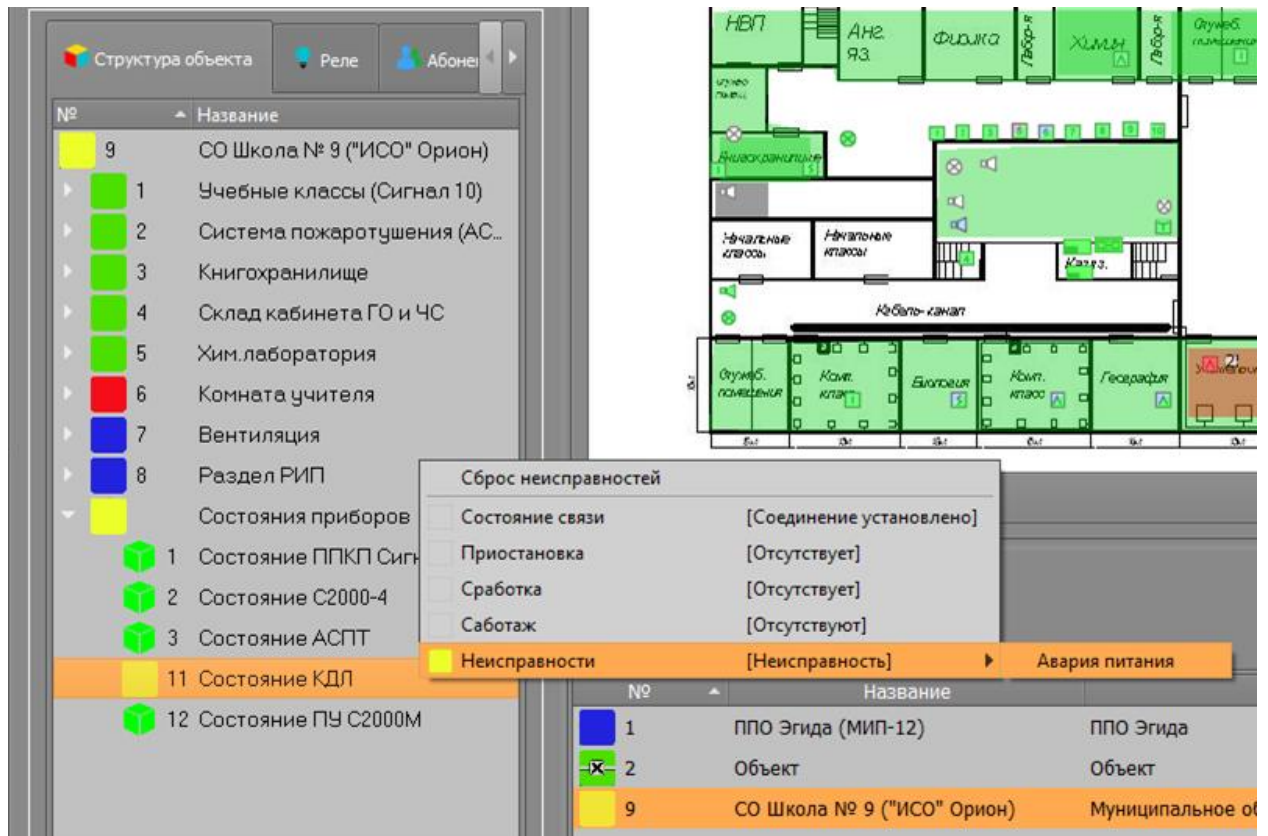 Структура объекта
Реле
Абонен
№
Название
9 СО Школа № 9 ("ИСО" Орион)
1 Учебные классы (Сигнал 10)
2 Система пожаротушения (АС...
3 Книгохранилище
4 Склад кабинета ГО и ЧС
5 Хим.лаборатория
6 Комната учителя
7 Вентиляция
8 Раздел РИП
Состояния приборов
1 Состояние ППКП Сигн
2 Состояние С2000-4
3 Состояние АСПТ
11 Состояние КДЛ
12 Состояние ПУ С2000М
Сброс неисправностей
Состояние связи [Соединение установлено]
Приостановка [Отсутствует]
Сработка [Отсутствует]
Саботаж [Отсутствуют]
Неисправности [Неисправность]
Авария питания
НВП
Анг.
яз.
Физика
Химия
Служеб.
Книгохранилище
Начальные
классы
Начальные
классы
Кабель-канал
Служеб.
помещения
Комп.
класс
Биология
Комп.
класс
География
2!
№ Название
1 ППО Эгида (МИП-12) ППО Эгида
2 Объект Объект
9 СО Школа № 9 ("ИСО" Орион) Муниципальное об